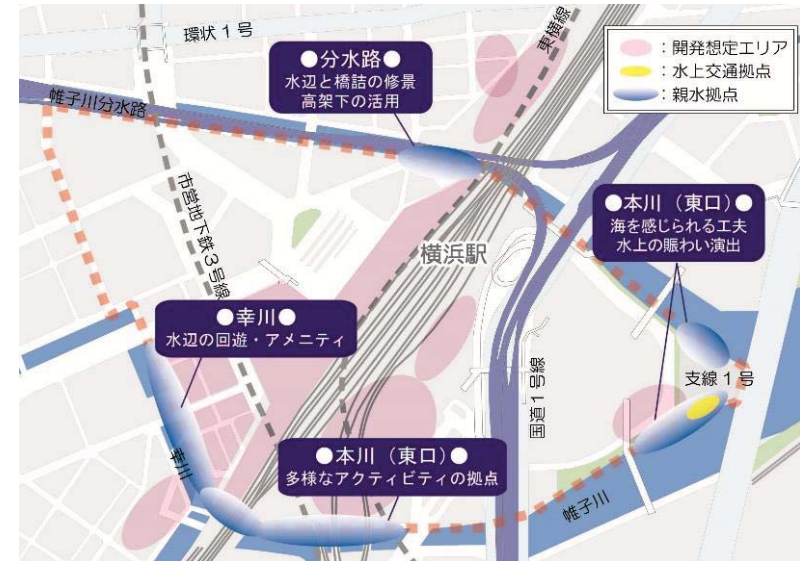 環状１号
東横線
●分水路●
水辺と橋詰の修景
高架下の活用
：開発想定エリア
：水上交通拠点
：親水拠点
帷子川分水路
市営地下鉄３号線
横浜駅
●本川（東口）●
海を感じられる工夫
水上の賑わい演出
●幸川●
水辺の回遊・アメニティ
国道１号線
支線１号
幸川
●本川（東口）●
多様なアクティビティの拠点
帷子川